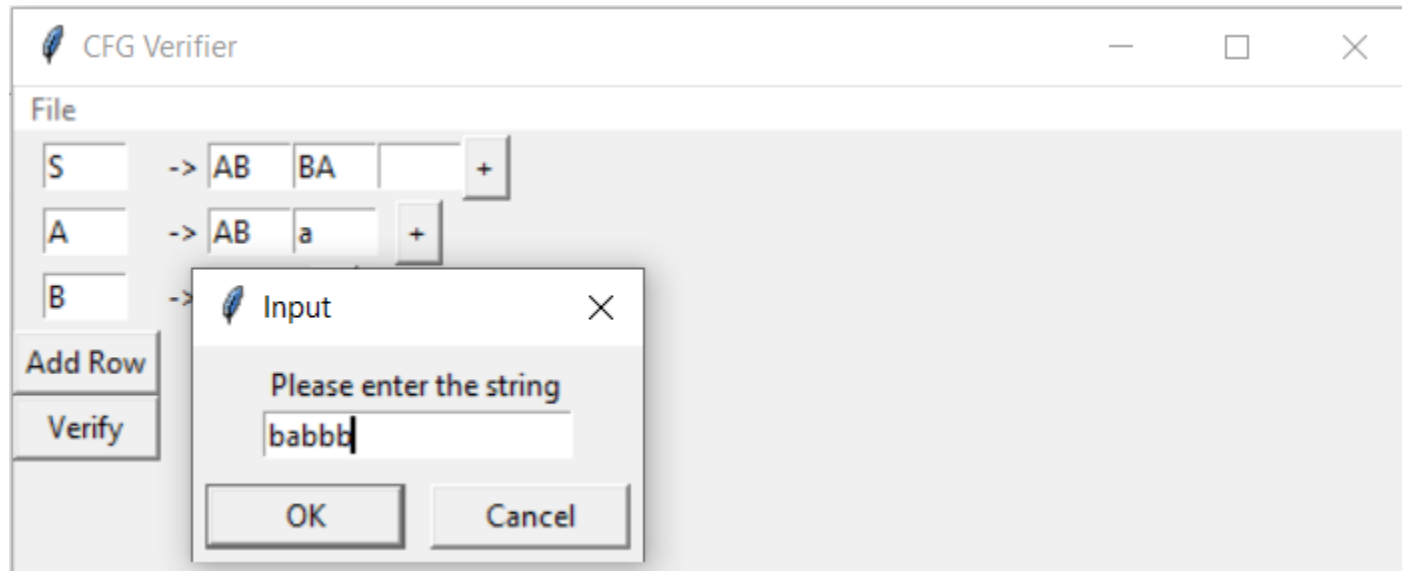 CFG Verifier
File
S -> AB BA +
A -> AB a +
B ->
Input
Add Row
Please enter the string
Verify
babbb
OK Cancel